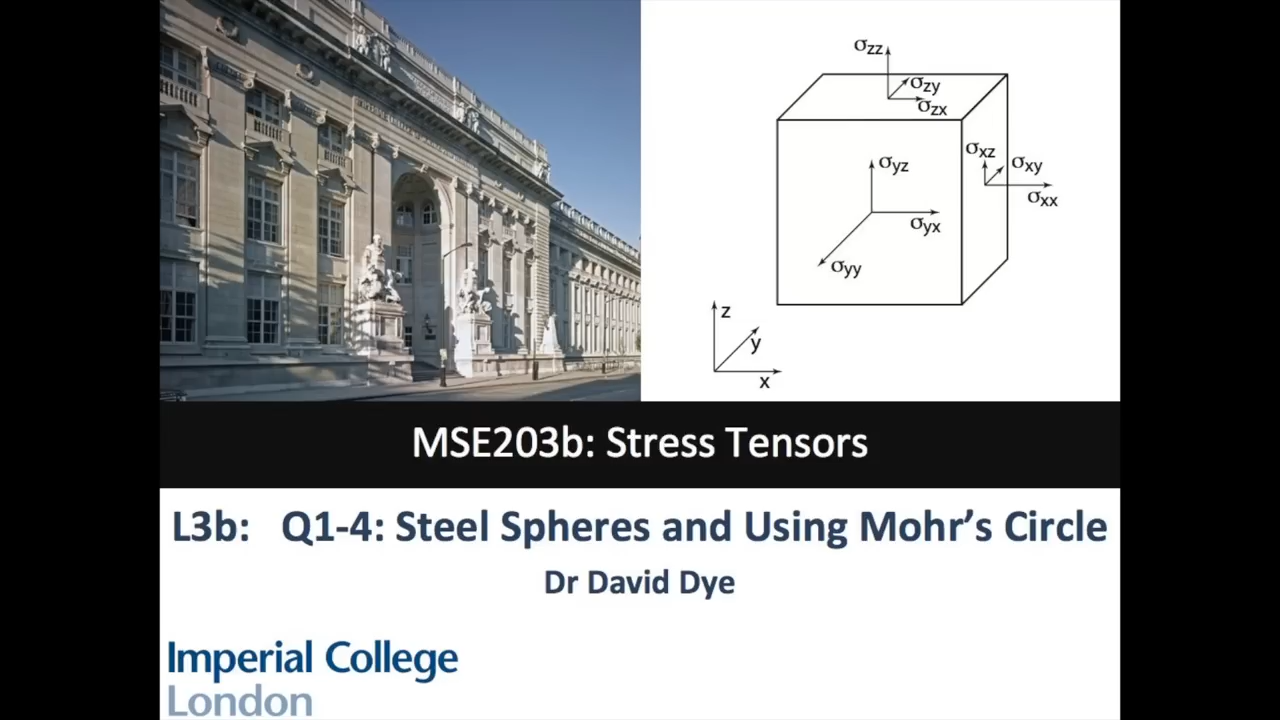 σzz
σzy
σzx
σxz
σxy
σxx
σyz
σyx
σyy
z
y
x
MSE203b: Stress Tensors
L3b: Q1-4: Steel Spheres and Using Mohr's Circle
Dr David Dye
Imperial College
London